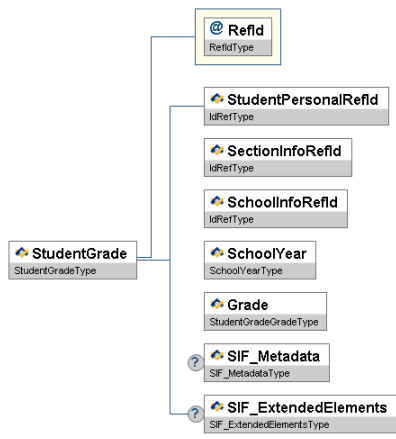 @ RefId
RefIdType
StudentPersonalRefId
IdRefType
SectionInfoRefId
IdRefType
SchoolInfoRefId
IdRefType
StudentGrade
StudentGradeType
SchoolYear
SchoolYearType
Grade
StudentGradeGradeType
? SIF_Metadata
SIF_MetadataType
? SIF_ExtendedElements
SIF_ExtendedElementsType